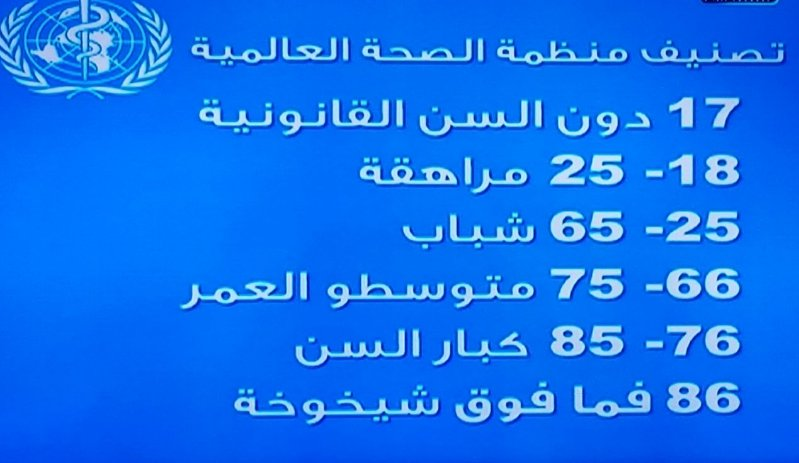 تصنيف منظمة الصحة العالمية
17 دون السن القانونية
18- 25 مراهقة
25- 65 شباب
66- 75 متوسطو العمر
76- 85 كبار السن
86 فما فوق شيخوخة